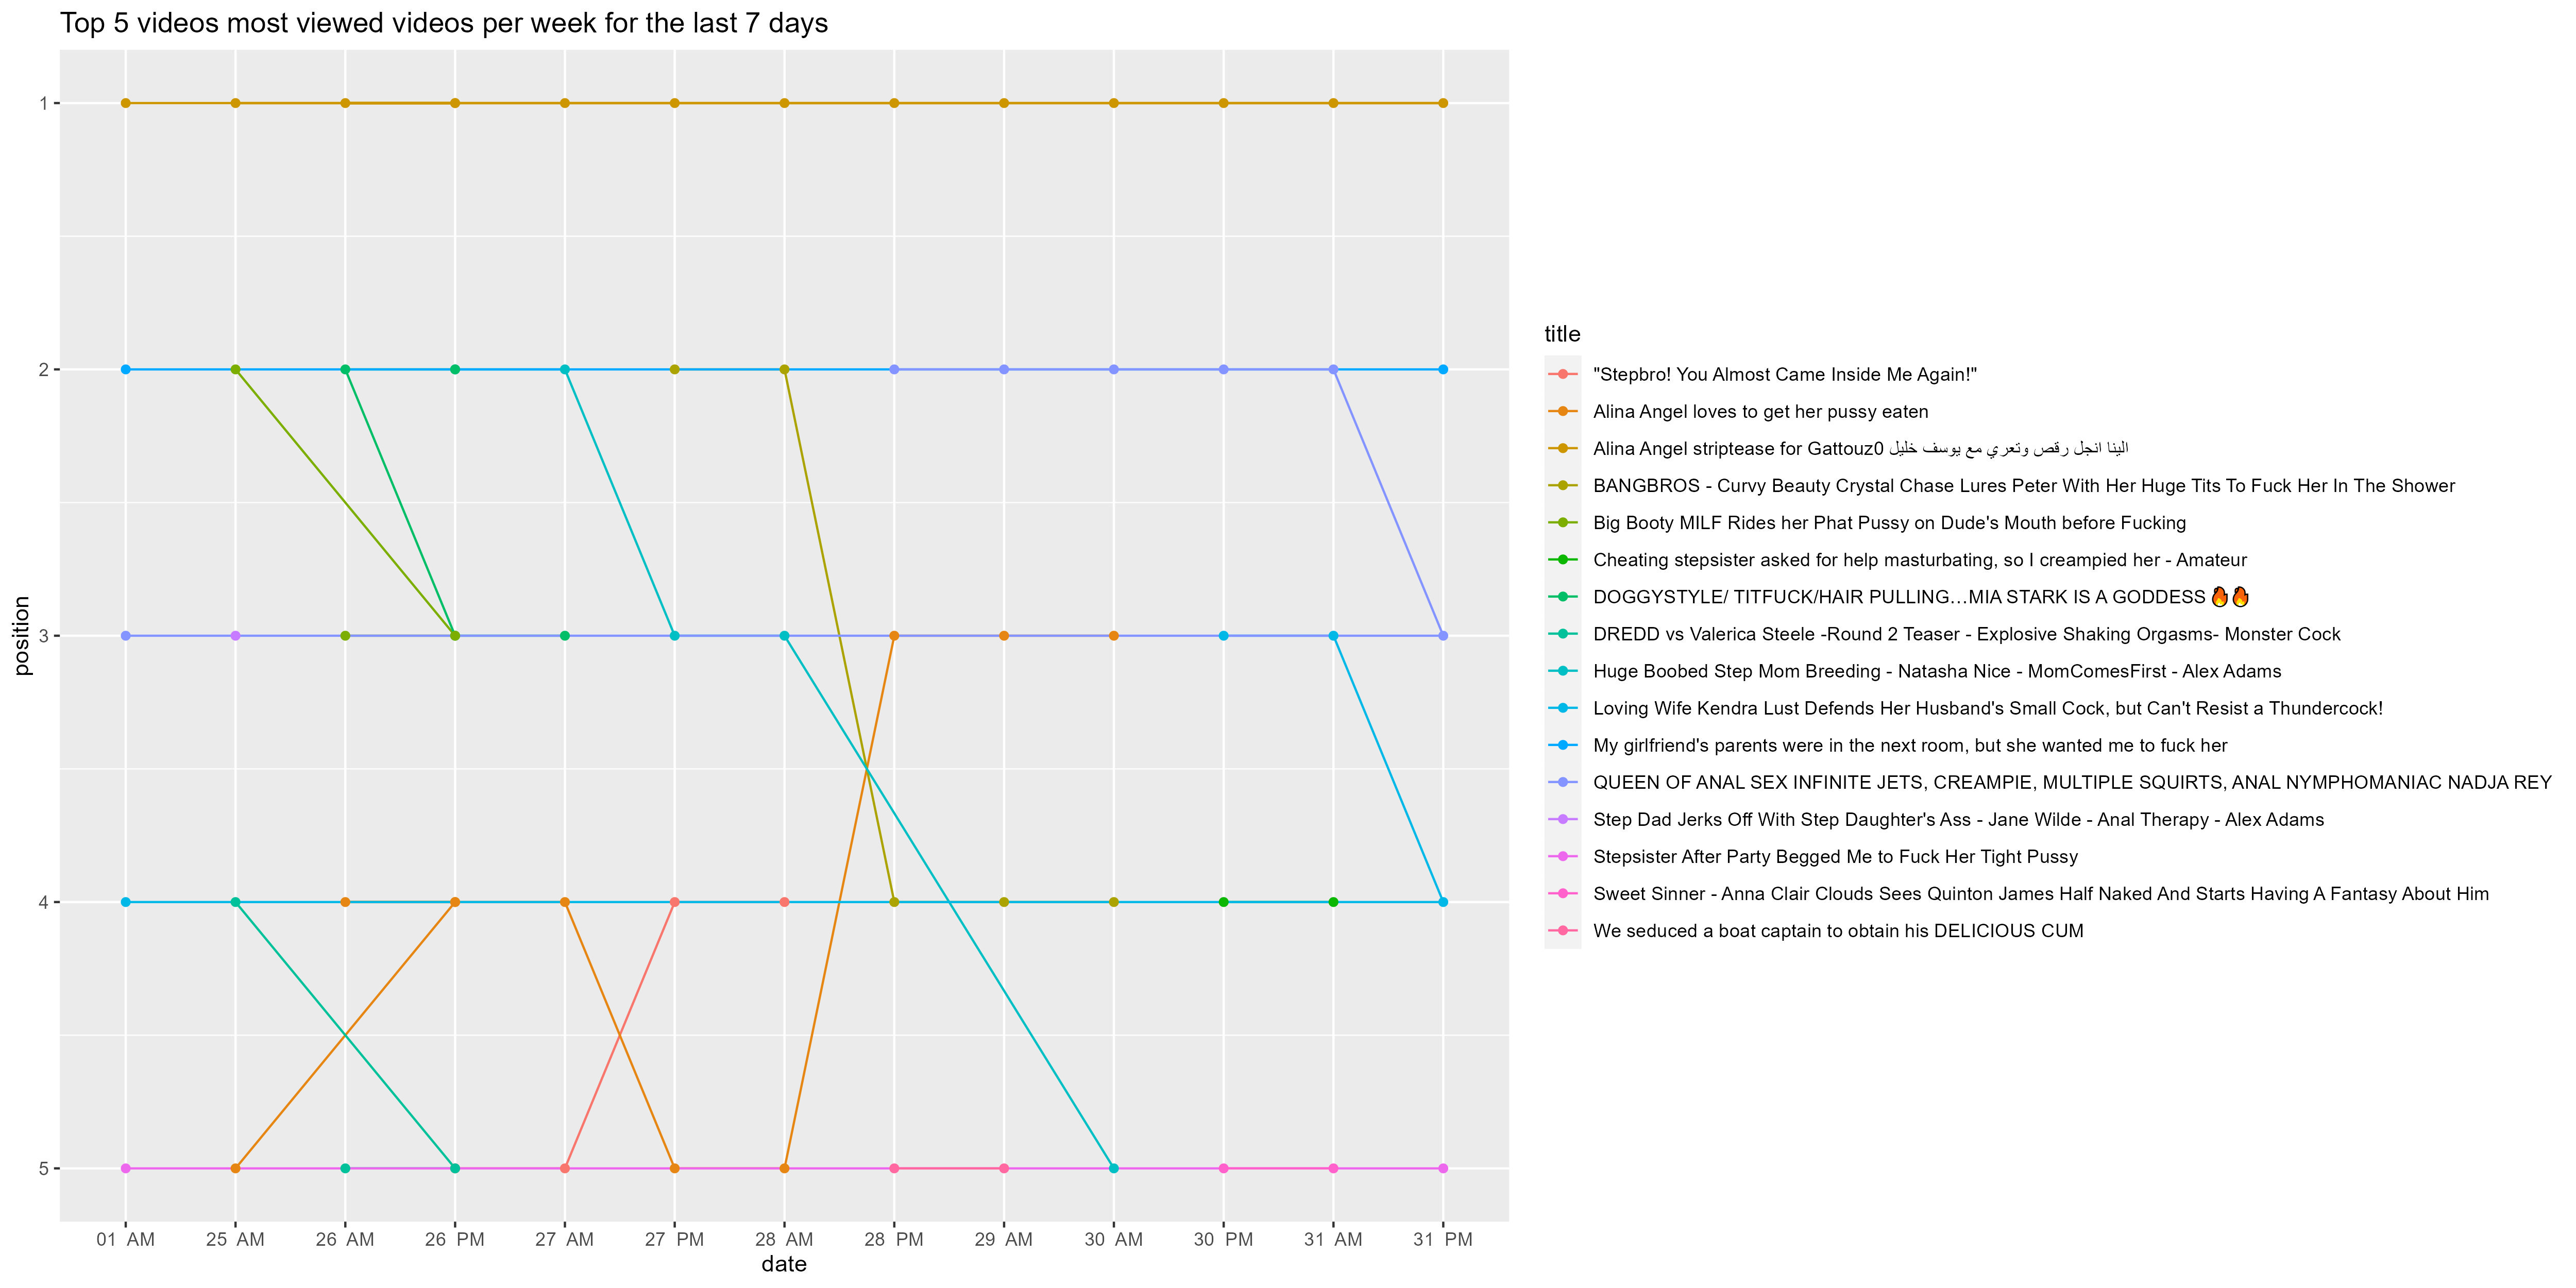 Top 5 videos most viewed videos per week for the last 7 days
position
1
2
3
4
5
01 AM
25 AM
26 AM
26 PM
27 AM
27 PM
28 AM
28 PM
29 AM
30 AM
30 PM
31 AM
31 PM
date
title
"Stepbro! You Almost Came Inside Me Again!"
Alina Angel loves to get her pussy eaten
Alina Angel striptease for Gattouz0 الينا انجل رقص وتعري مع يوسف خليل
BANGBROS - Curvy Beauty Crystal Chase Lures Peter With Her Huge Tits To Fuck Her In The Shower
Big Booty MILF Rides her Phat Pussy on Dude's Mouth before Fucking
Cheating stepsister asked for help masturbating, so I creampied her - Amateur
DOGGYSTYLE/ TITFUCK/HAIR PULLING…MIA STARK IS A GODDESS 🔥🔥
DREDD vs Valerica Steele -Round 2 Teaser - Explosive Shaking Orgasms- Monster Cock
Huge Boobed Step Mom Breeding - Natasha Nice - MomComesFirst - Alex Adams
Loving Wife Kendra Lust Defends Her Husband's Small Cock, but Can't Resist a Thundercock!
My girlfriend's parents were in the next room, but she wanted me to fuck her
QUEEN OF ANAL SEX INFINITE JETS, CREAMPIE, MULTIPLE SQUIRTS, ANAL NYMPHOMANIAC NADJA REY
Step Dad Jerks Off With Step Daughter's Ass - Jane Wilde - Anal Therapy - Alex Adams
Stepsister After Party Begged Me to Fuck Her Tight Pussy
Sweet Sinner - Anna Clair Clouds Sees Quinton James Half Naked And Starts Having A Fantasy About Him
We seduced a boat captain to obtain his DELICIOUS CUM